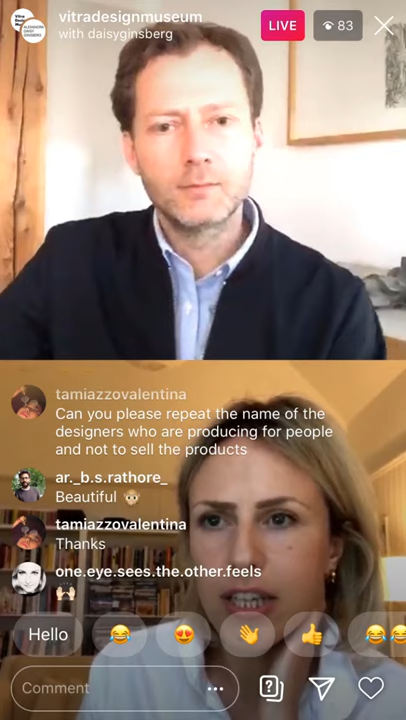 vitradesignmuseum
LIVE
83
with daisyginsberg
tamiazzovalentina
Can you please repeat the name of the
designers who are producing for people
and not to sell the products
ar._b.s.rathore_
Beautiful 🐵
tamiazzovalentina
Thanks
one.eye.sees.the.other.feels
🙌🏻
Hello 😂 😍 👋 👍 😂
Comment